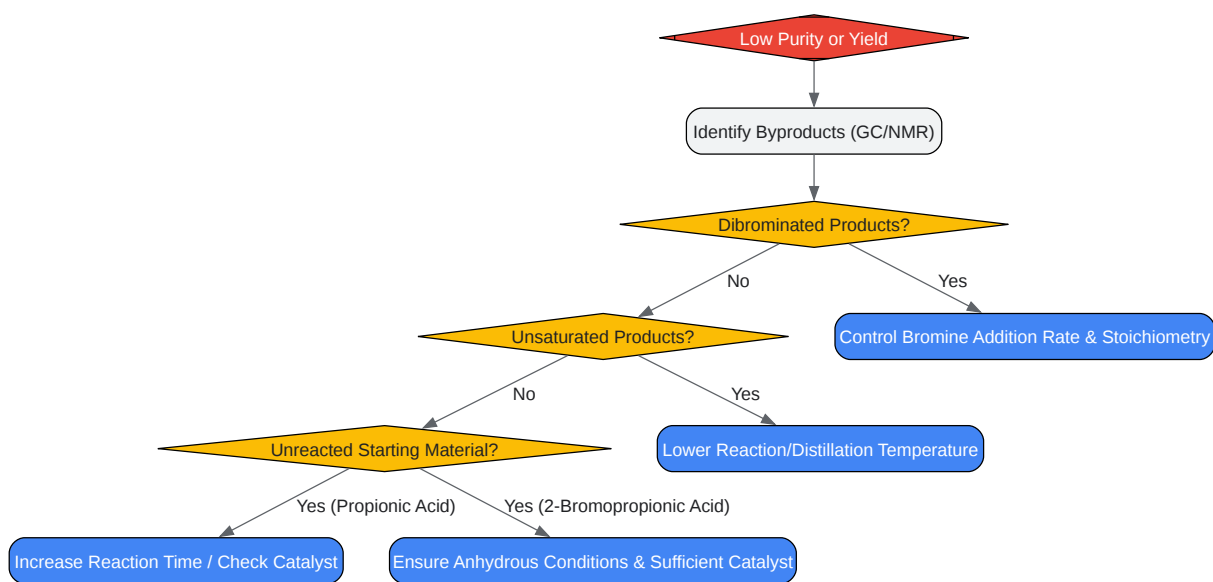 Low Purity or Yield
Identify Byproducts (GC/NMR)
Dibrominated Products?
No
Yes
Unsaturated Products?
Control Bromine Addition Rate & Stoichiometry
No
Yes
Unreacted Starting Material?
Lower Reaction/Distillation Temperature
Yes (Propionic Acid)
Yes (2-Bromopropionic Acid)
Increase Reaction Time / Check Catalyst
Ensure Anhydrous Conditions & Sufficient Catalyst